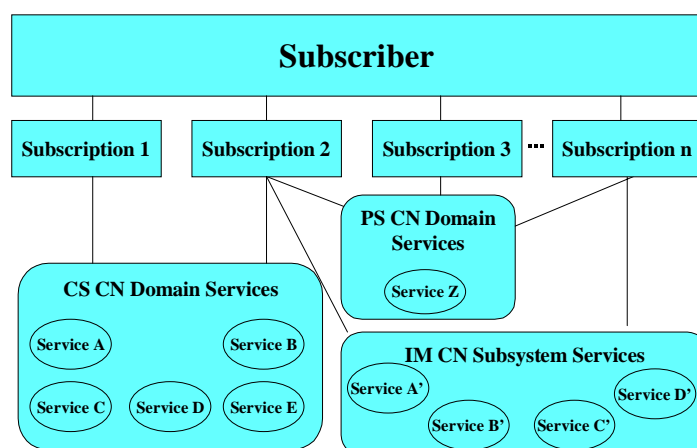 Subscriber
Subscription 1
Subscription 2
Subscription 3
...
Subscription n
PS CN Domain
Services
Service Z
CS CN Domain Services
Service A
Service B
Service C
Service D
Service E
IM CN Subsystem Services
Service A’
Service B’
Service C’
Service D’